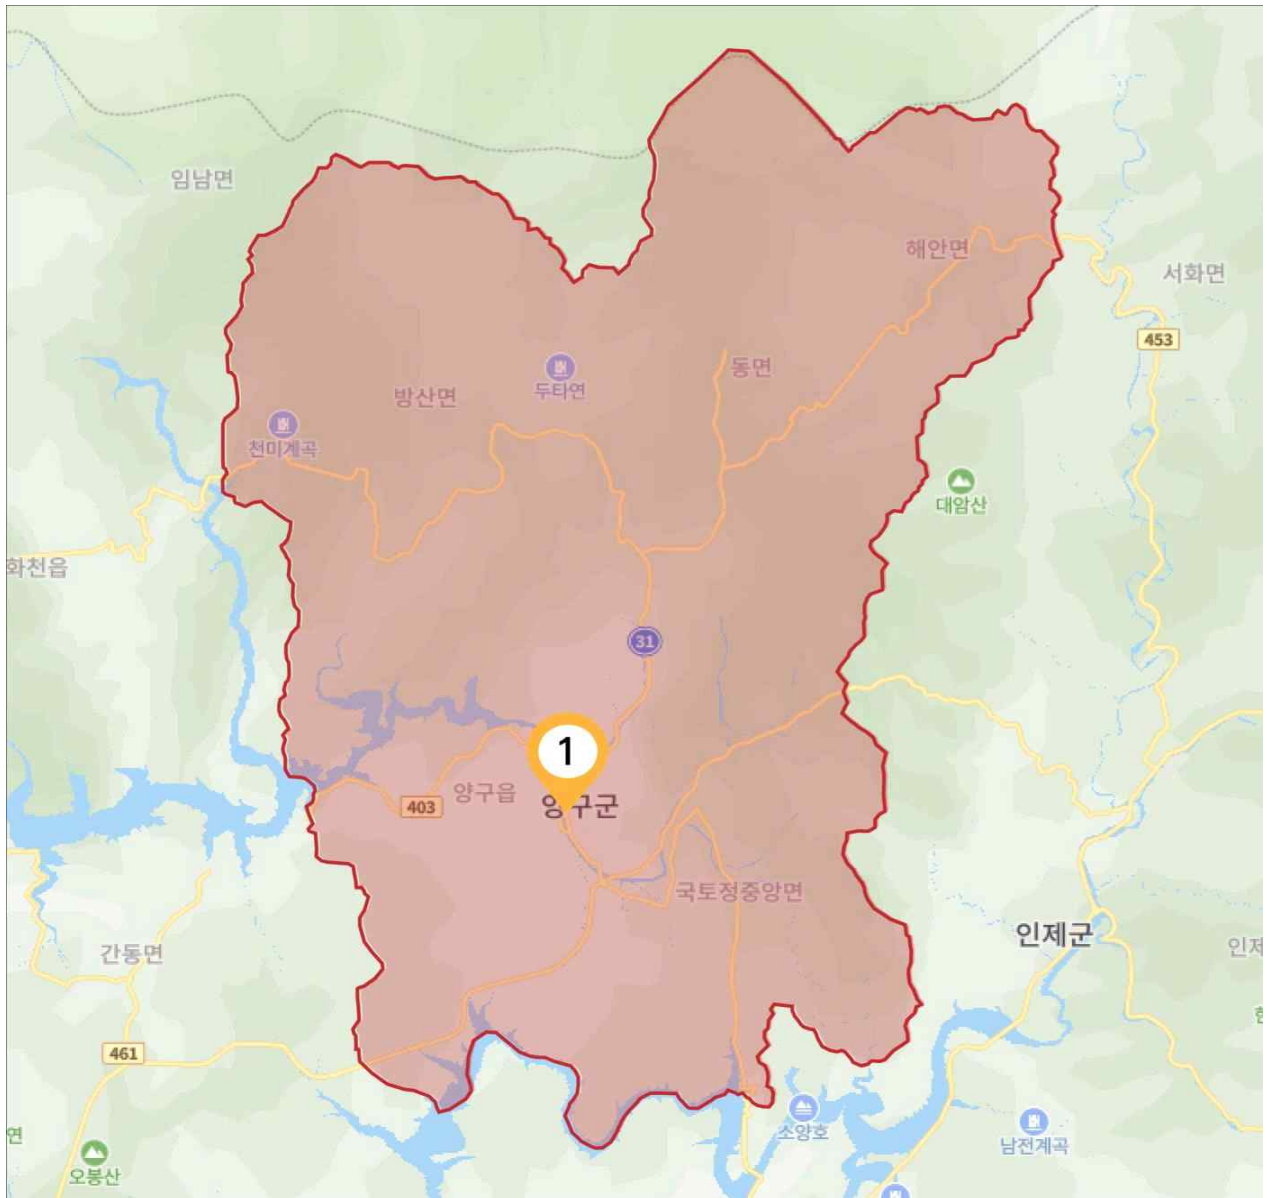 임남면
해안면
서화면
453
두타연
동면
방산면
천미계곡
대암산
화천읍
31
1
403
양구읍
양구군
국토정중앙면
인제군
간동면
461
소양호
남전계곡
오봉산